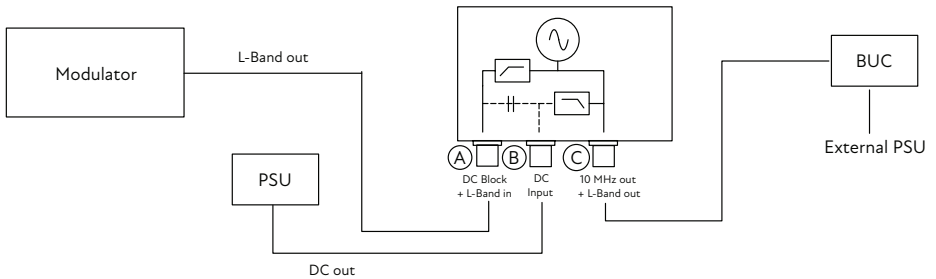 L-Band out
Modulator
BUC
External PSU
A
B
C
PSU
DC Block
+ L-Band in
DC
Input
10 MHz out
+ L-Band out
DC out